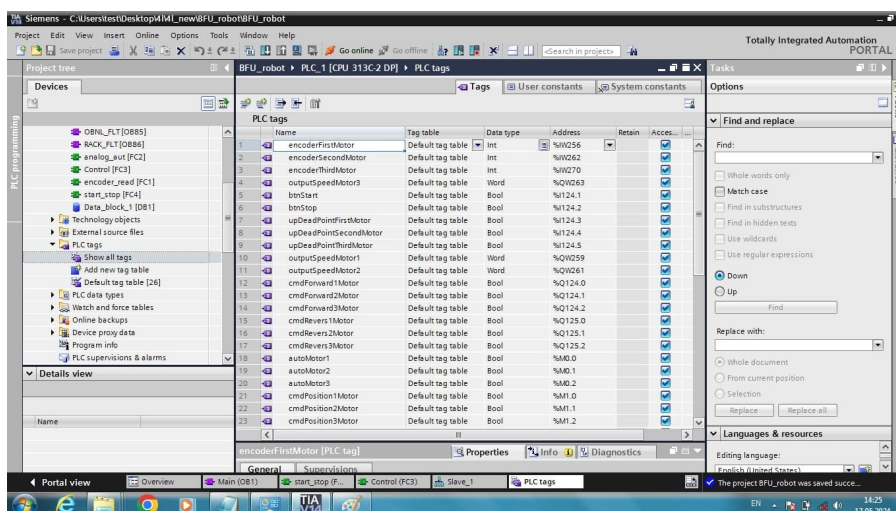 TIA V14 Siemens - C:\Users\test\Desktop\4I4I_new\BFU_robot\BFU_robot
Project Edit View Insert Online Options Tools Window Help
Save project Go online Go offline <Search in project>
Totally Integrated Automation
PORTAL
Project tree
Devices
PLC programming
OBNL_FLT [OB85]
RACK_FLT [OB86]
analog_aut [FC2]
Control [FC3]
encoder_read [FC1]
start_stop [FC4]
Data_block_1 [DB1]
Technology objects
External source files
PLC tags
Show all tags
Add new tag table
Default tag table [26]
PLC data types
Watch and force tables
Online backups
Device proxy data
Program info
PLC supervisions & alarms
Details view
Name
BFU_robot PLC_1 [CPU 313C-2 DP] PLC tags
Tags User constants System constants
PLC tags
Name Tag table Data type Address Retain Acces... ...
1 encoderFirstMotor Default tag table Int %IW256
2 encoderSecondMotor Default tag table Int %IW262
3 encoderThirdMotor Default tag table Int %IW270
4 outputSpeedMotor3 Default tag table Word %QW263
5 btnStart Default tag table Bool %I124.1
6 btnStop Default tag table Bool %I124.2
7 upDeadPointFirstMotor Default tag table Bool %I124.3
8 upDeadPointSecondMotor Default tag table Bool %I124.4
9 upDeadPointThirdMotor Default tag table Bool %I124.5
10 outputSpeedMotor1 Default tag table Word %QW259
11 outputSpeedMotor2 Default tag table Word %QW261
12 cmdForward1Motor Default tag table Bool %Q124.0
13 cmdForward2Motor Default tag table Bool %Q124.1
14 cmdForward3Motor Default tag table Bool %Q124.2
15 cmdRevers1Motor Default tag table Bool %Q125.0
16 cmdRevers2Motor Default tag table Bool %Q125.1
17 cmdRevers3Motor Default tag table Bool %Q125.2
18 autoMotor1 Default tag table Bool %M0.0
19 autoMotor2 Default tag table Bool %M0.1
20 autoMotor3 Default tag table Bool %M0.2
21 cmdPosition1Motor Default tag table Bool %M1.0
22 cmdPosition2Motor Default tag table Bool %M1.1
23 cmdPosition3Motor Default tag table Bool %M1.2
encoderFirstMotor [PLC tag]
Properties Info Diagnostics
General Supervisions
Tasks
Options
Find and replace
Find:
Whole words only
Match case
Find in substructures
Find in hidden texts
Use wildcards
Use regular expressions
Down
Up
Find
Replace with:
Whole document
From current position
Selection
Replace Replace all
Languages & resources
Editing language:
English (United States)
Portal view Overview Main (OB1) start_stop (F... Control (FC3) Slave_1 PLC tags
The project BFU_robot was saved succe...
TIA V14
EN 14:25
17.05.2024